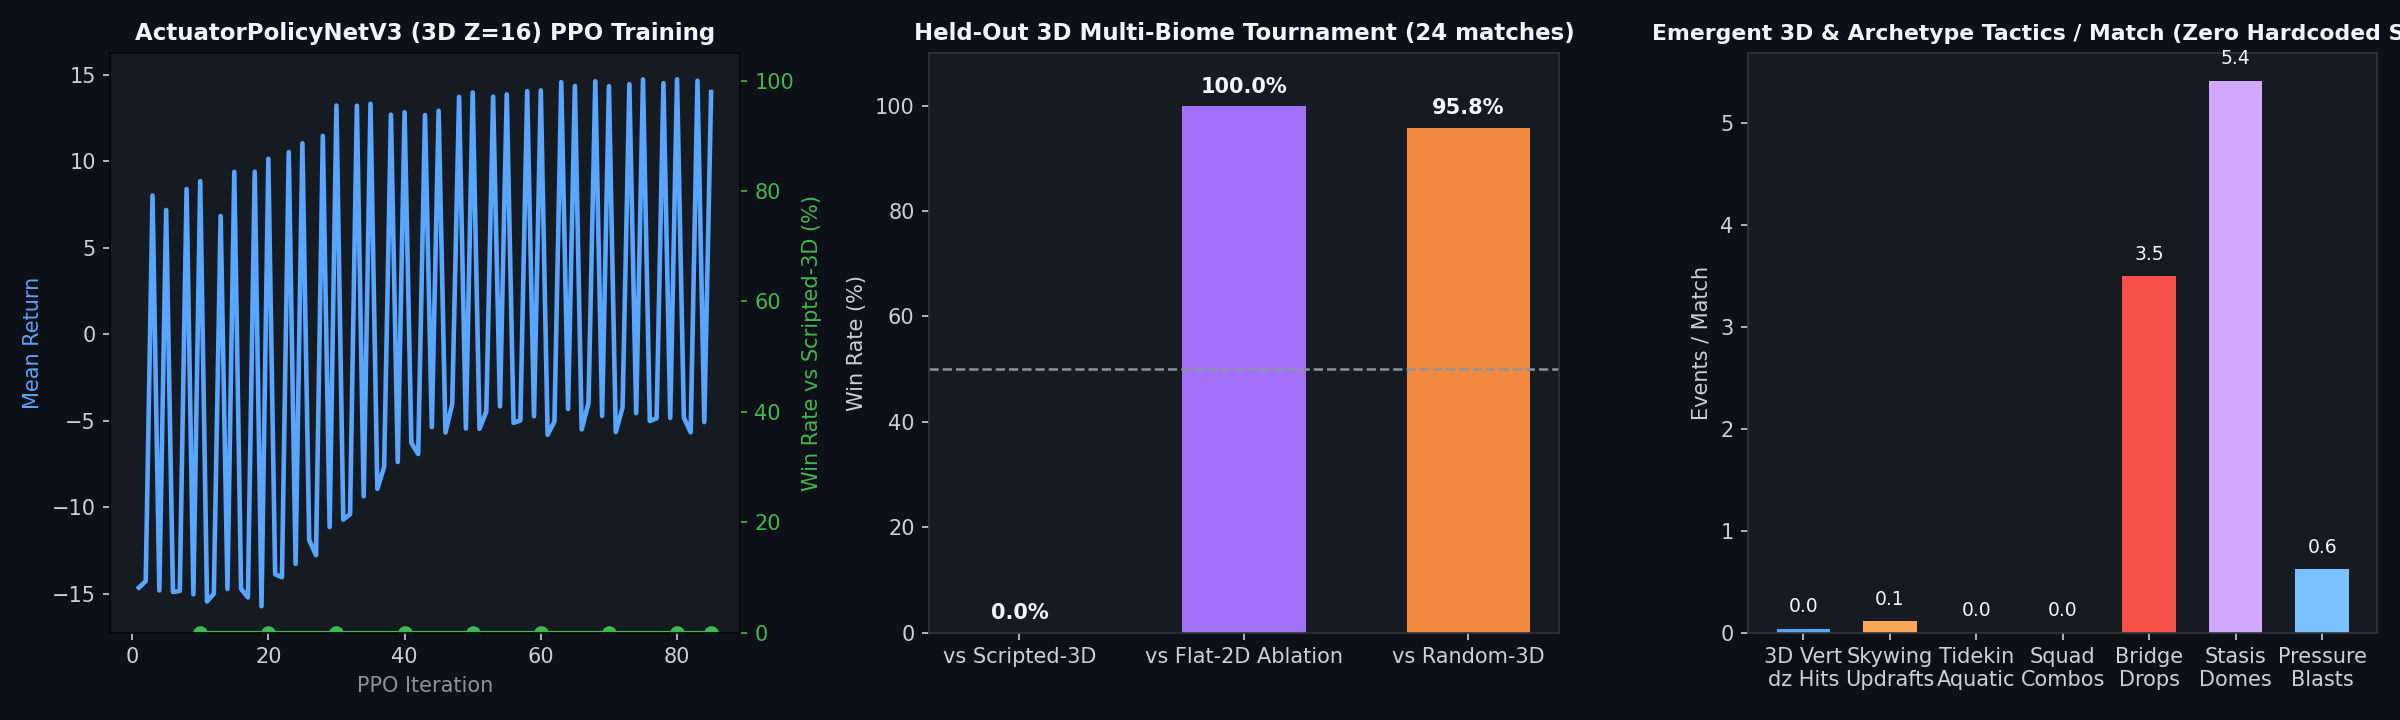 ActuatorPolicyNetV3 (3D Z=16) PPO Training
15
10
5
0
−5
−10
−15
Mean Return
100
80
60
40
20
0
Win Rate vs Scripted-3D (%)
0
20
40
60
80
PPO Iteration
Held-Out 3D Multi-Biome Tournament (24 matches)
100
80
60
40
20
0
Win Rate (%)
0.0%
100.0%
95.8%
vs Scripted-3D
vs Flat-2D Ablation
vs Random-3D
Emergent 3D & Archetype Tactics / Match (Zero Hardcoded S
5
4
3
2
1
0
Events / Match
0.0
0.1
0.0
0.0
3.5
5.4
0.6
3D Vert
dz Hits
Skywing
Updrafts
Tidekin
Aquatic
Squad
Combos
Bridge
Drops
Stasis
Domes
Pressure
Blasts